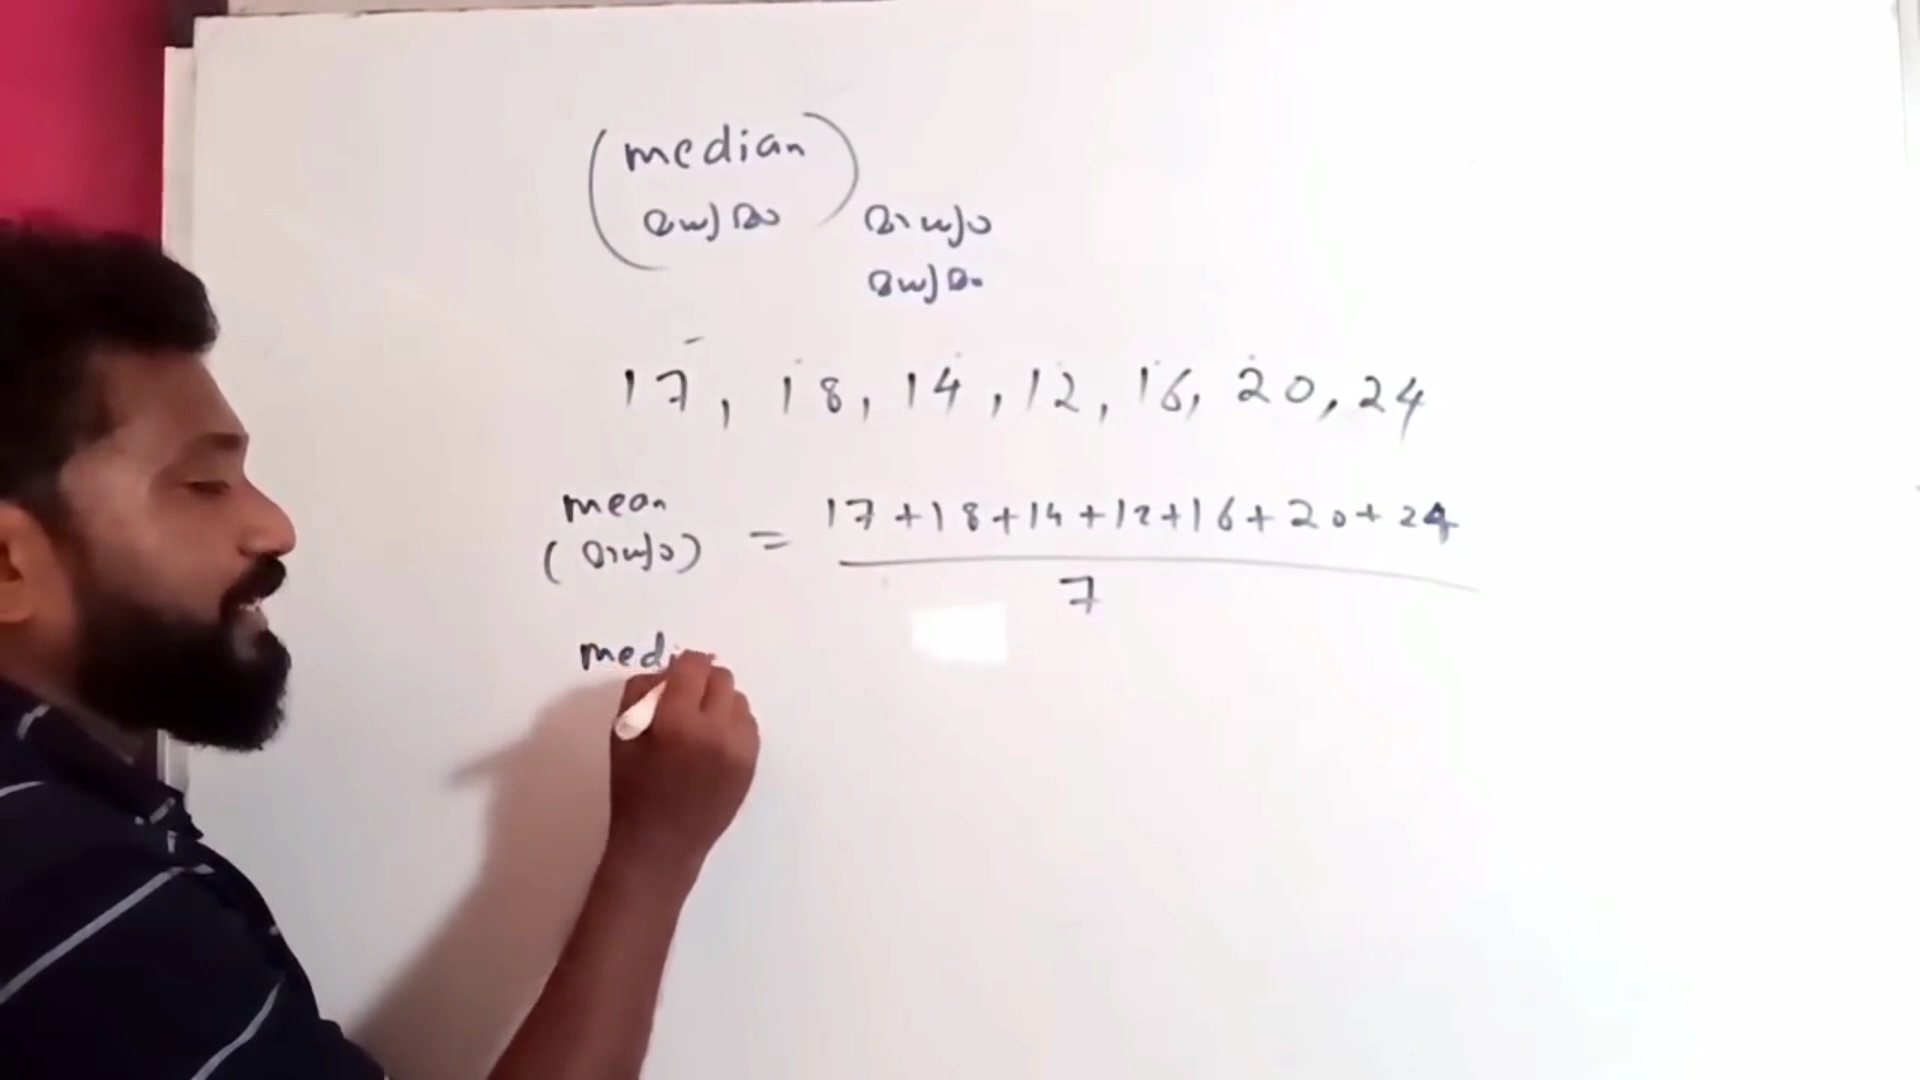 median
മധ്യമം
മാധ്യം
മധ്യമം
17, 18, 14, 12, 16, 20, 24
mean
(മാധ്യം) = 17+18+14+12+16+20+24
7
medi